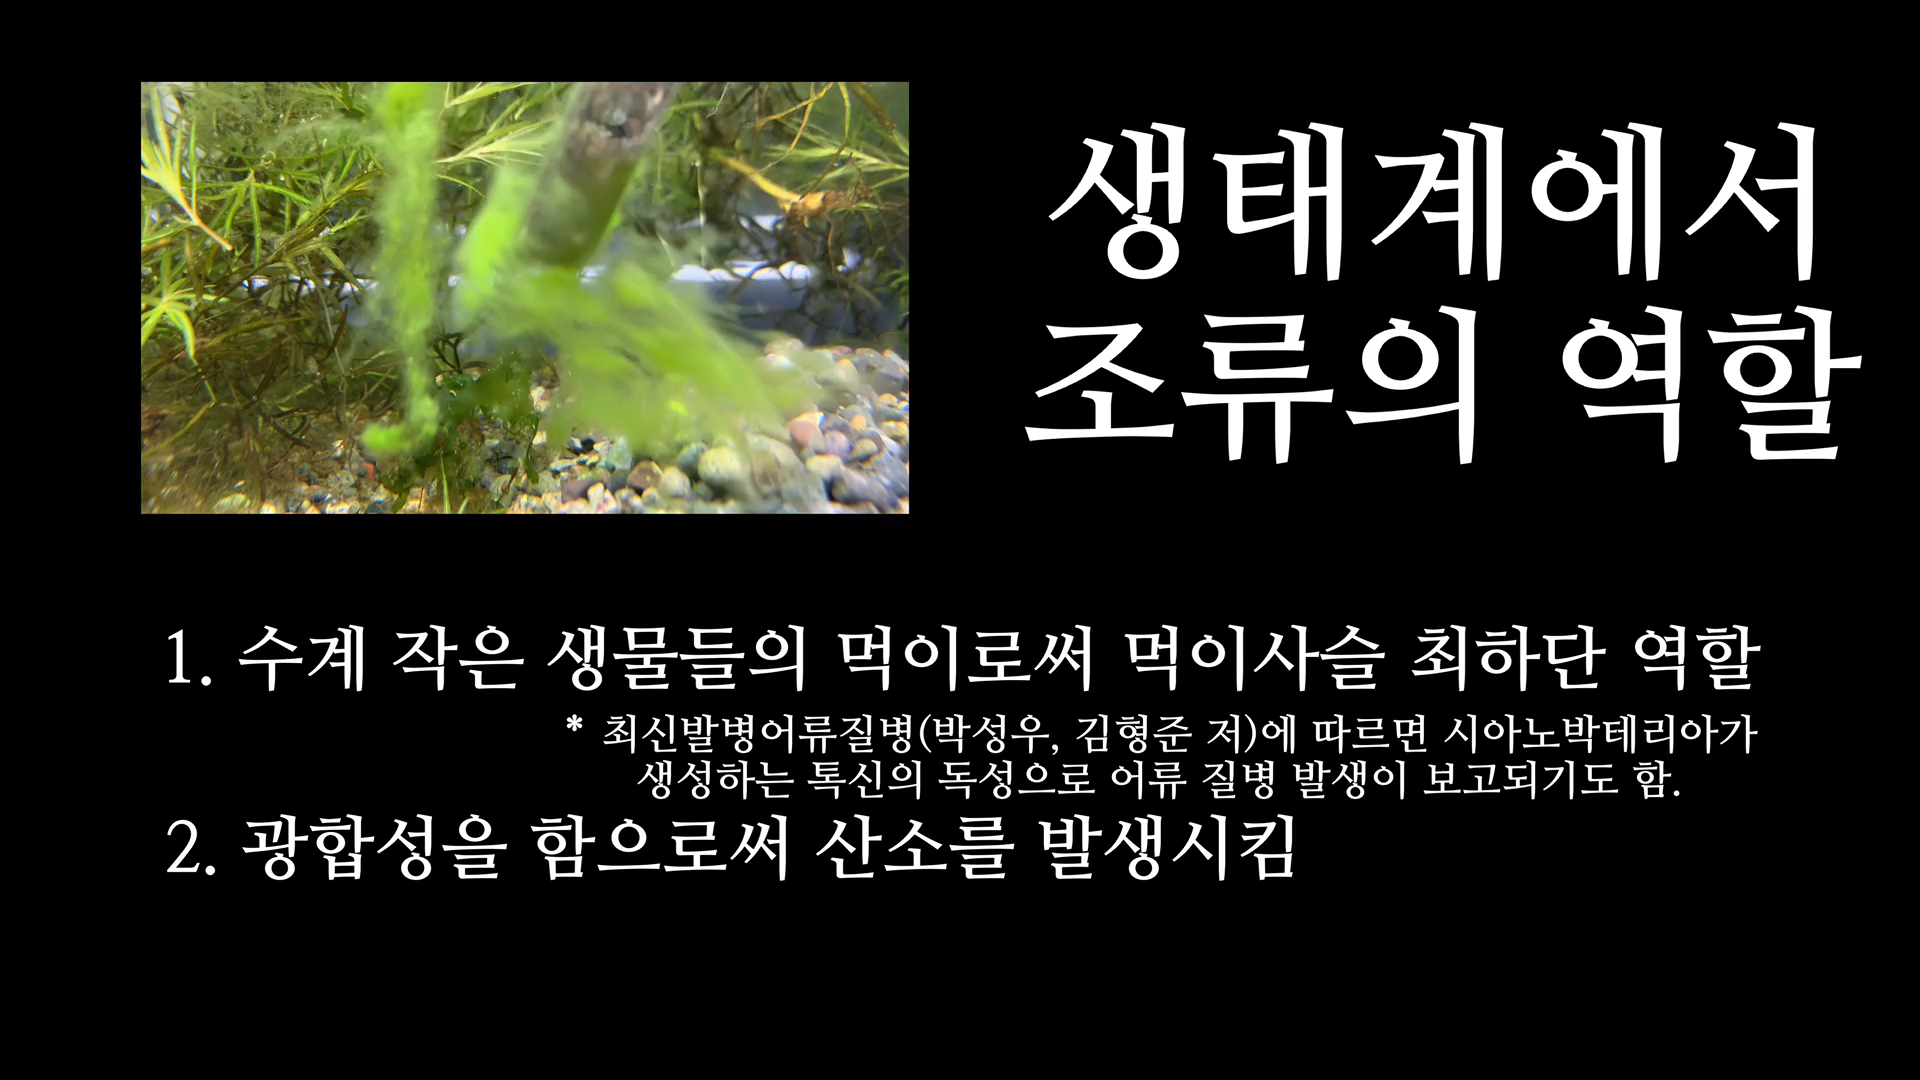 생태계에서
조류의 역할
1. 수계 작은 생물들의 먹이로써 먹이사슬 최하단 역할
* 최신발병어류질병(박성우, 김형준 저)에 따르면 시아노박테리아가
생성하는 톡신의 독성으로 어류 질병 발생이 보고되기도 함.
2. 광합성을 함으로써 산소를 발생시킴